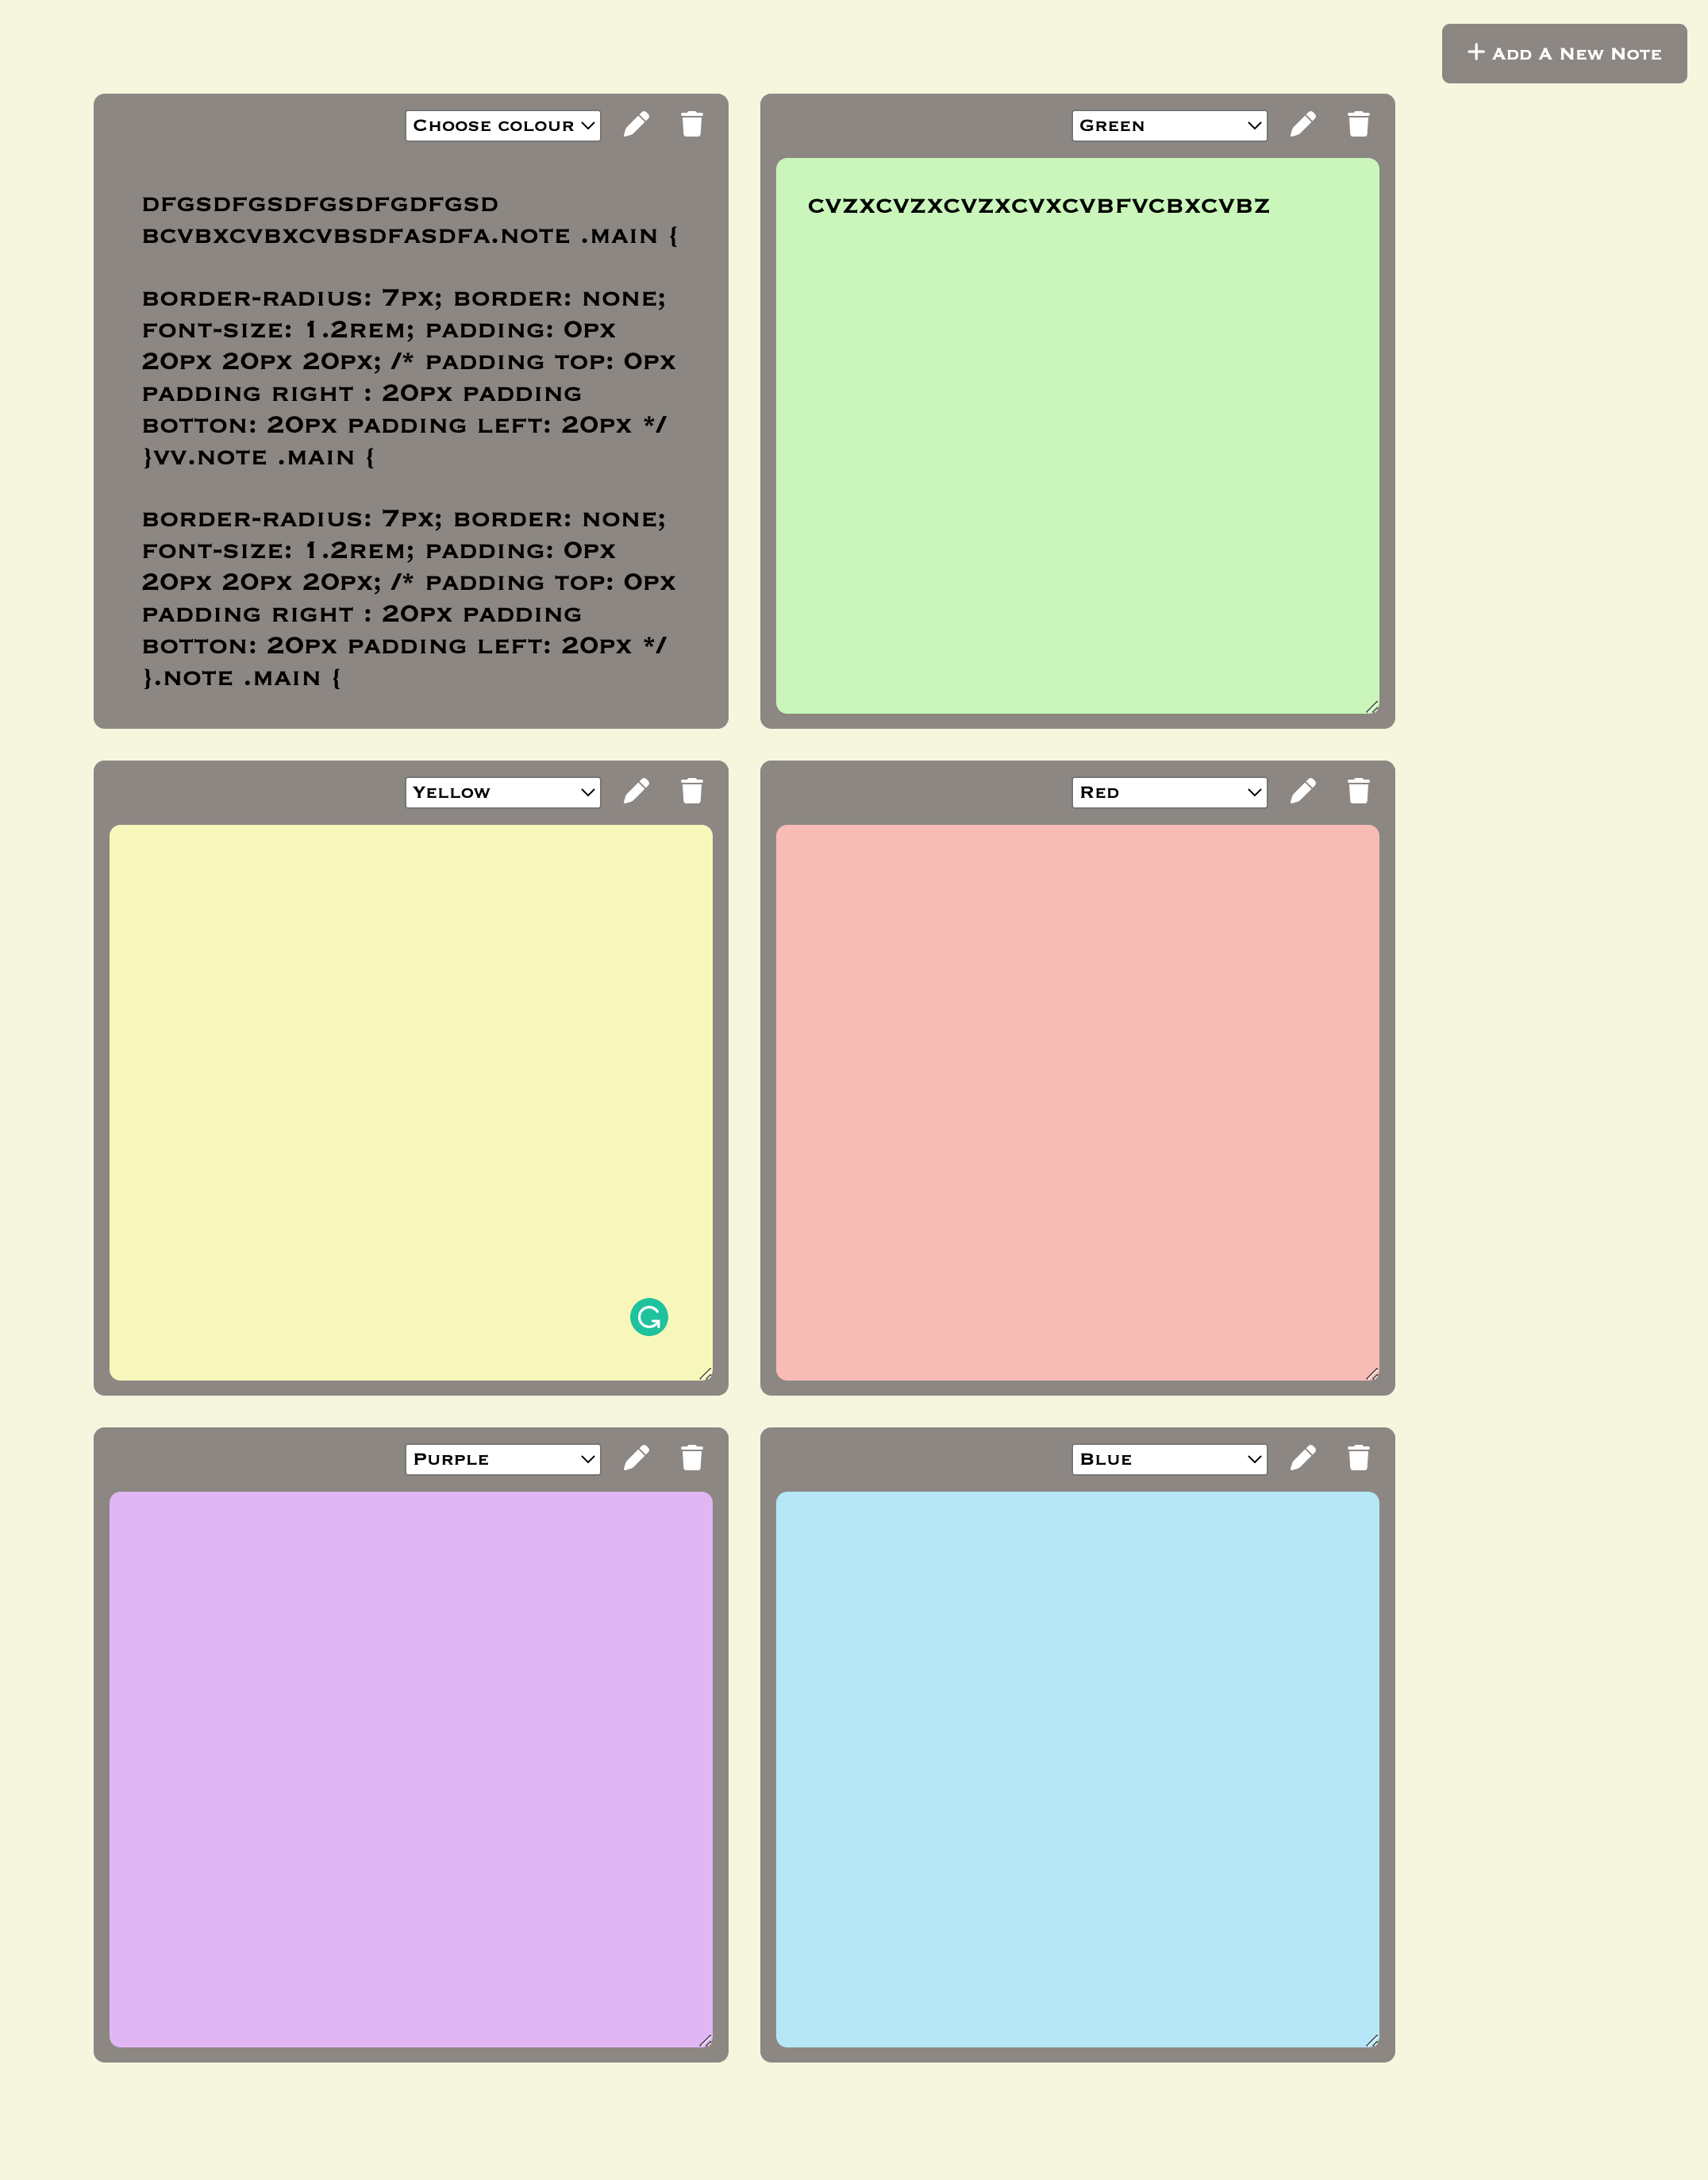 + Add A New Note
Choose colour
DFGSDFGSDFGSDFGDFGSD
BCVBXCVBXCVBSDFASDFA.NOTE .MAIN {
BORDER-RADIUS: 7PX; BORDER: NONE;
FONT-SIZE: 1.2REM; PADDING: 0PX
20PX 20PX 20PX; /* PADDING TOP: 0PX
PADDING RIGHT : 20PX PADDING
BOTTON: 20PX PADDING LEFT: 20PX */
}VV.NOTE .MAIN {
BORDER-RADIUS: 7PX; BORDER: NONE;
FONT-SIZE: 1.2REM; PADDING: 0PX
20PX 20PX 20PX; /* PADDING TOP: 0PX
PADDING RIGHT : 20PX PADDING
BOTTON: 20PX PADDING LEFT: 20PX */
}.NOTE .MAIN {
Green
CVZXCVZXCVZXCVXCVBFVCBXCVBZ
Yellow
Red
Purple
Blue